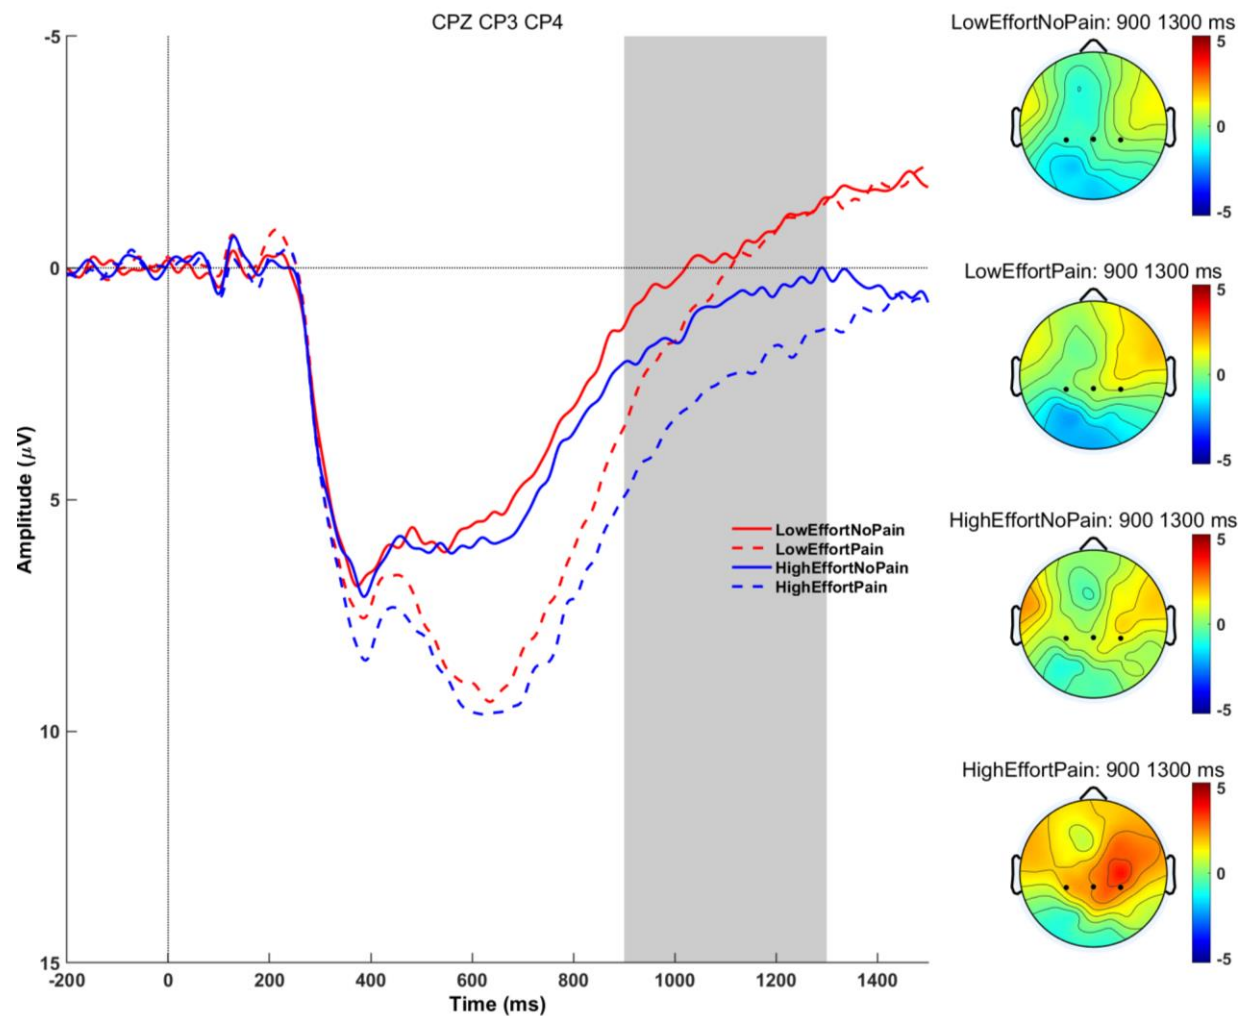 CPZ CP3 CP4
-5
0
5
10
15
Amplitude (μV)
-200 0 200 400 600 800 1000 1200 1400
Time (ms)
LowEffortNoPain
LowEffortPain
HighEffortNoPain
HighEffortPain
LowEffortNoPain: 900 1300 ms
5
0
-5
LowEffortPain: 900 1300 ms
5
0
-5
HighEffortNoPain: 900 1300 ms
5
0
-5
HighEffortPain: 900 1300 ms
5
0
-5